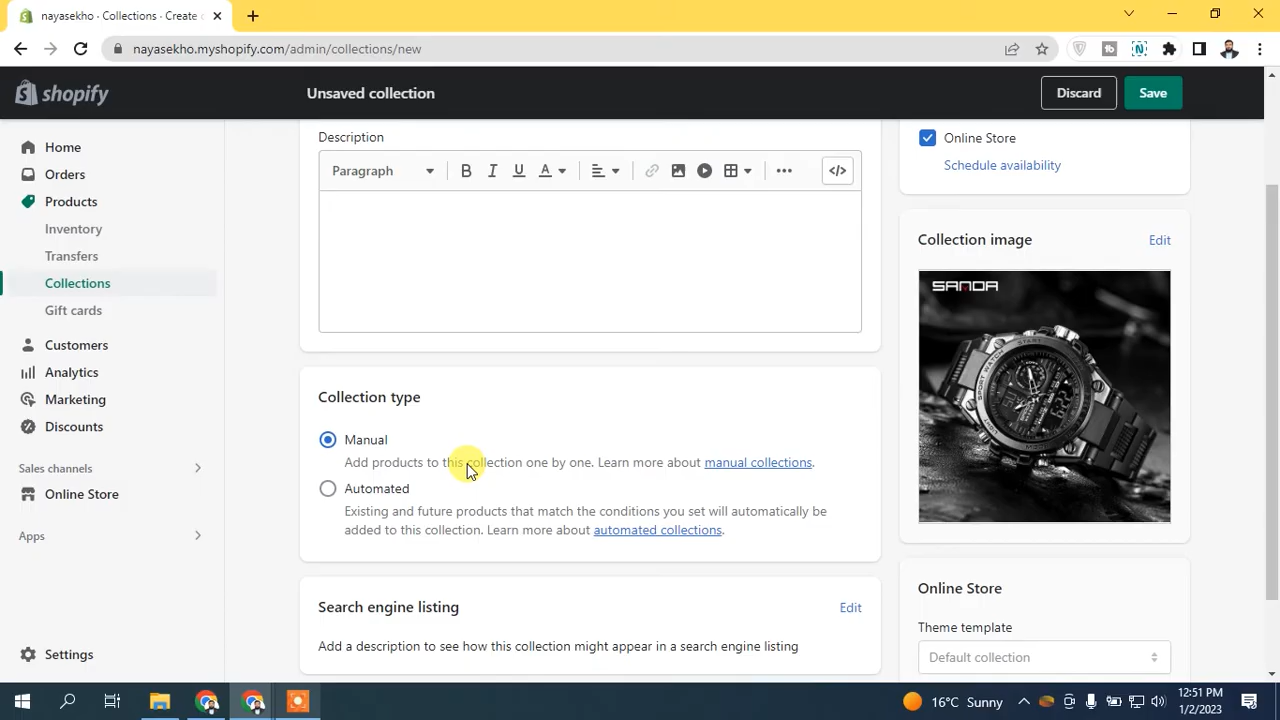 nayasekho · Collections · Create
nayasekho.myshopify.com/admin/collections/new
shopify
Unsaved collection
Discard
Save
Home
Orders
Products
Inventory
Transfers
Collections
Gift cards
Customers
Analytics
Marketing
Discounts
Sales channels
Online Store
Apps
Settings
Description
Paragraph
B I U A
</>
Collection type
Manual
Add products to this collection one by one. Learn more about manual collections.
Automated
Existing and future products that match the conditions you set will automatically be
added to this collection. Learn more about automated collections.
Search engine listing
Edit
Add a description to see how this collection might appear in a search engine listing
Online Store
Schedule availability
Collection image
Edit
SANDA
START
SPORT WATCH
6:22
Online Store
Theme template
Default collection
16°C Sunny
12:51 PM
1/2/2023